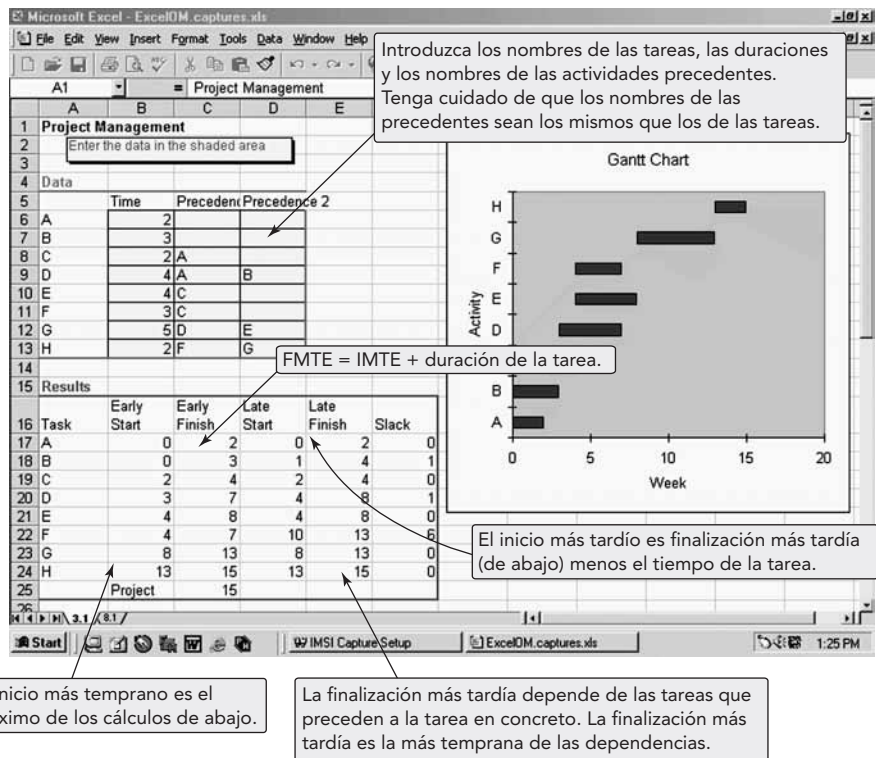 Microsoft Excel - ExcelOM.captures.xls
File Edit View Insert Format Tools Data Window Help
Introduzca los nombres de las tareas, las duraciones
y los nombres de las actividades precedentes.
Tenga cuidado de que los nombres de las
precedentes sean los mismos que los de las tareas.
A1 = Project Management
A B C D E
1 Project Management
2 Enter the data in the shaded area
3
4 Data
5 Time Precedenc Precedence 2
6 A 2
7 B 3
8 C 2 A
9 D 4 A B
10 E 4 C
11 F 3 C
12 G 5 D E
13 H 2 F G
FMTE = IMTE + duración de la tarea.
14
15 Results
16 Task Early Start Early Finish Late Start Late Finish Slack
17 A 0 2 0 2 0
18 B 0 3 1 4 1
19 C 2 4 2 4 0
20 D 3 7 4 8 1
21 E 4 8 4 8 0
22 F 4 7 10 13 6
23 G 8 13 8 13 0
24 H 13 15 13 15 0
25 Project 15
26
Gantt Chart
Activity
H
G
F
E
D
B
A
0 5 10 15 20
Week
El inicio más tardío es finalización más tardía
(de abajo) menos el tiempo de la tarea.
3.1 8.1
Start IMSI Capture Setup ExcelOM.captures.xls 1:25 PM
nicio más temprano es el
ximo de los cálculos de abajo.
La finalización más tardía depende de las tareas que
preceden a la tarea en concreto. La finalización más
tardía es la más temprana de las dependencias.